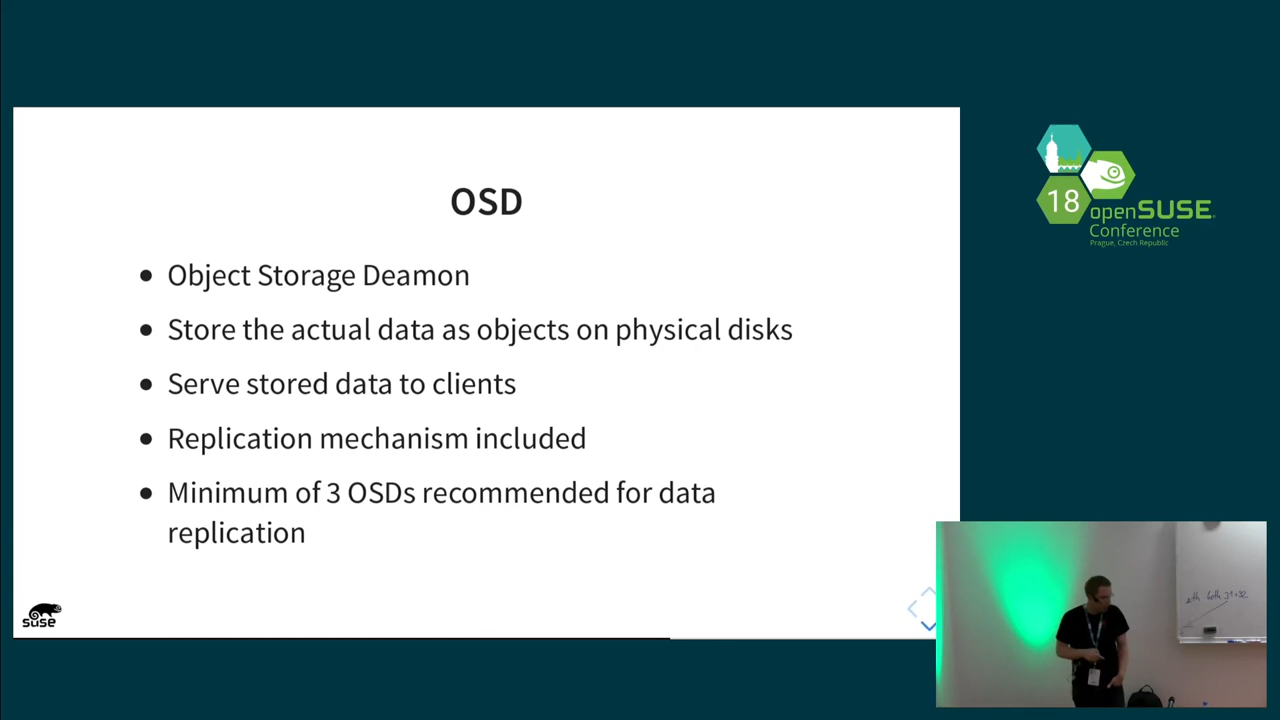 OSD
Object Storage Deamon
Store the actual data as objects on physical disks
Serve stored data to clients
Replication mechanism included
Minimum of 3 OSDs recommended for data
replication
SUSE
18
openSUSE
Conference
Prague, Czech Republic